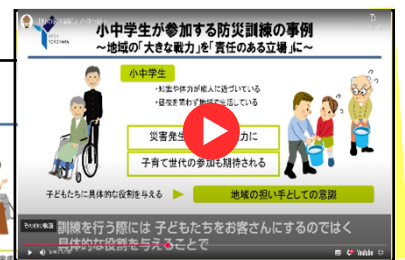 小中学生が参加する防災訓練の事例
～地域の「大きな戦力」を「責任のある立場」に～
小中学生
・知識や体力が成人に近づいている
・昼夜を問わず地域で生活している
災害発生 力に
子育て世代の参加も期待される
子どもたちに具体的な役割を与える
地域の担い手としての意識
訓練を行う際には 子どもたちをお客さんにするのではく
具体的な役割を与えることで
YouTube